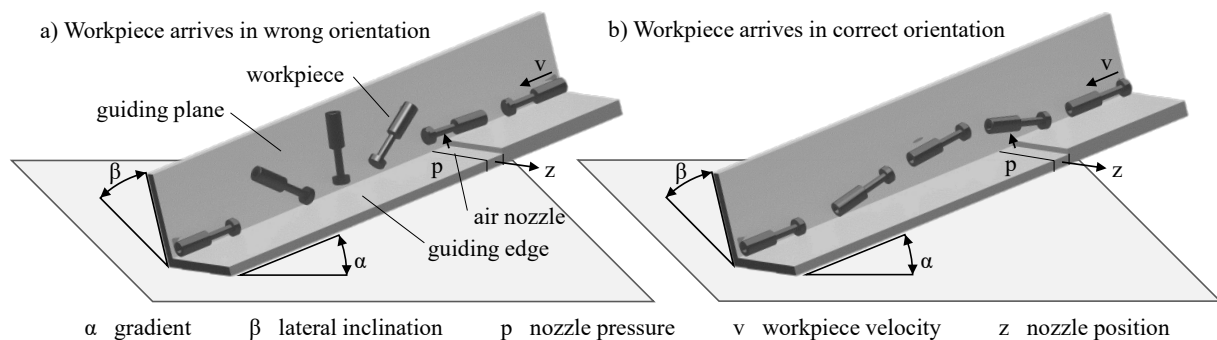 a) Workpiece arrives in wrong orientation
b) Workpiece arrives in correct orientation
workpiece
guiding plane
v
β
p
z
air nozzle
guiding edge
α
v
β
p
z
α
α gradient β lateral inclination p nozzle pressure v workpiece velocity z nozzle position